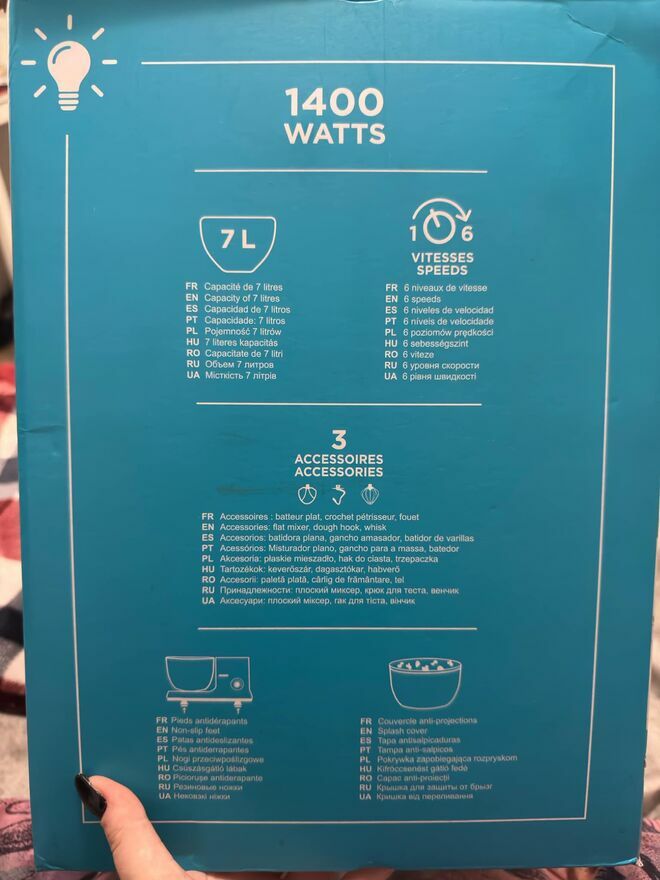 1400
WATTS
7 L
FR Capacité de 7 litres
EN Capacity of 7 litres
ES Capacidad de 7 litros
PT Capacidade: 7 litros
PL Pojemność 7 litrów
HU 7 literes kapacitás
RO Capacitate de 7 litri
RU Объем 7 литров
UA Місткість 7 літрів
1 6
VITESSES
SPEEDS
FR 6 niveaux de vitesse
EN 6 speeds
ES 6 niveles de velocidad
PT 6 níveis de velocidade
PL 6 poziomów prędkości
HU 6 sebességszint
RO 6 viteze
RU 6 уровня скорости
UA 6 рівня швидкості
3
ACCESSOIRES
ACCESSORIES
FR Accessoires : batteur plat, crochet pétrisseur, fouet
EN Accessories: flat mixer, dough hook, whisk
ES Accesorios: batidora plana, gancho amasador, batidor de varillas
PT Acessórios: Misturador plano, gancho para a massa, batedor
PL Akcesoria: płaskie mieszadło, hak do ciasta, trzepaczka
HU Tartozékok: keverőszár, dagasztókar, habverő
RO Accesorii: paletă plată, cârlig de frământare, tel
RU Принадлежности: плоский миксер, крюк для теста, венчик
UA Аксесуари: плоский міксер, гак для тіста, вінчик
FR Pieds antidérapants
EN Non-slip feet
ES Patas antideslizantes
PT Pés antiderrapantes
PL Nogi przeciwpoślizgowe
HU Csúszásgátló lábak
RO Picioruse antiderapante
RU Резиновые ножки
UA Нековзкі ніжки
FR Couvercle anti-projections
EN Splash cover
ES Tapa antisalpicaduras
PT Tampa anti-salpicos
PL Pokrywka zapobiegająca rozpryskom
HU Kifröccsenést gátló fedé
RO Capac anti-proiecții
RU Крышка для защиты от брызг
UA Кришка від переливання